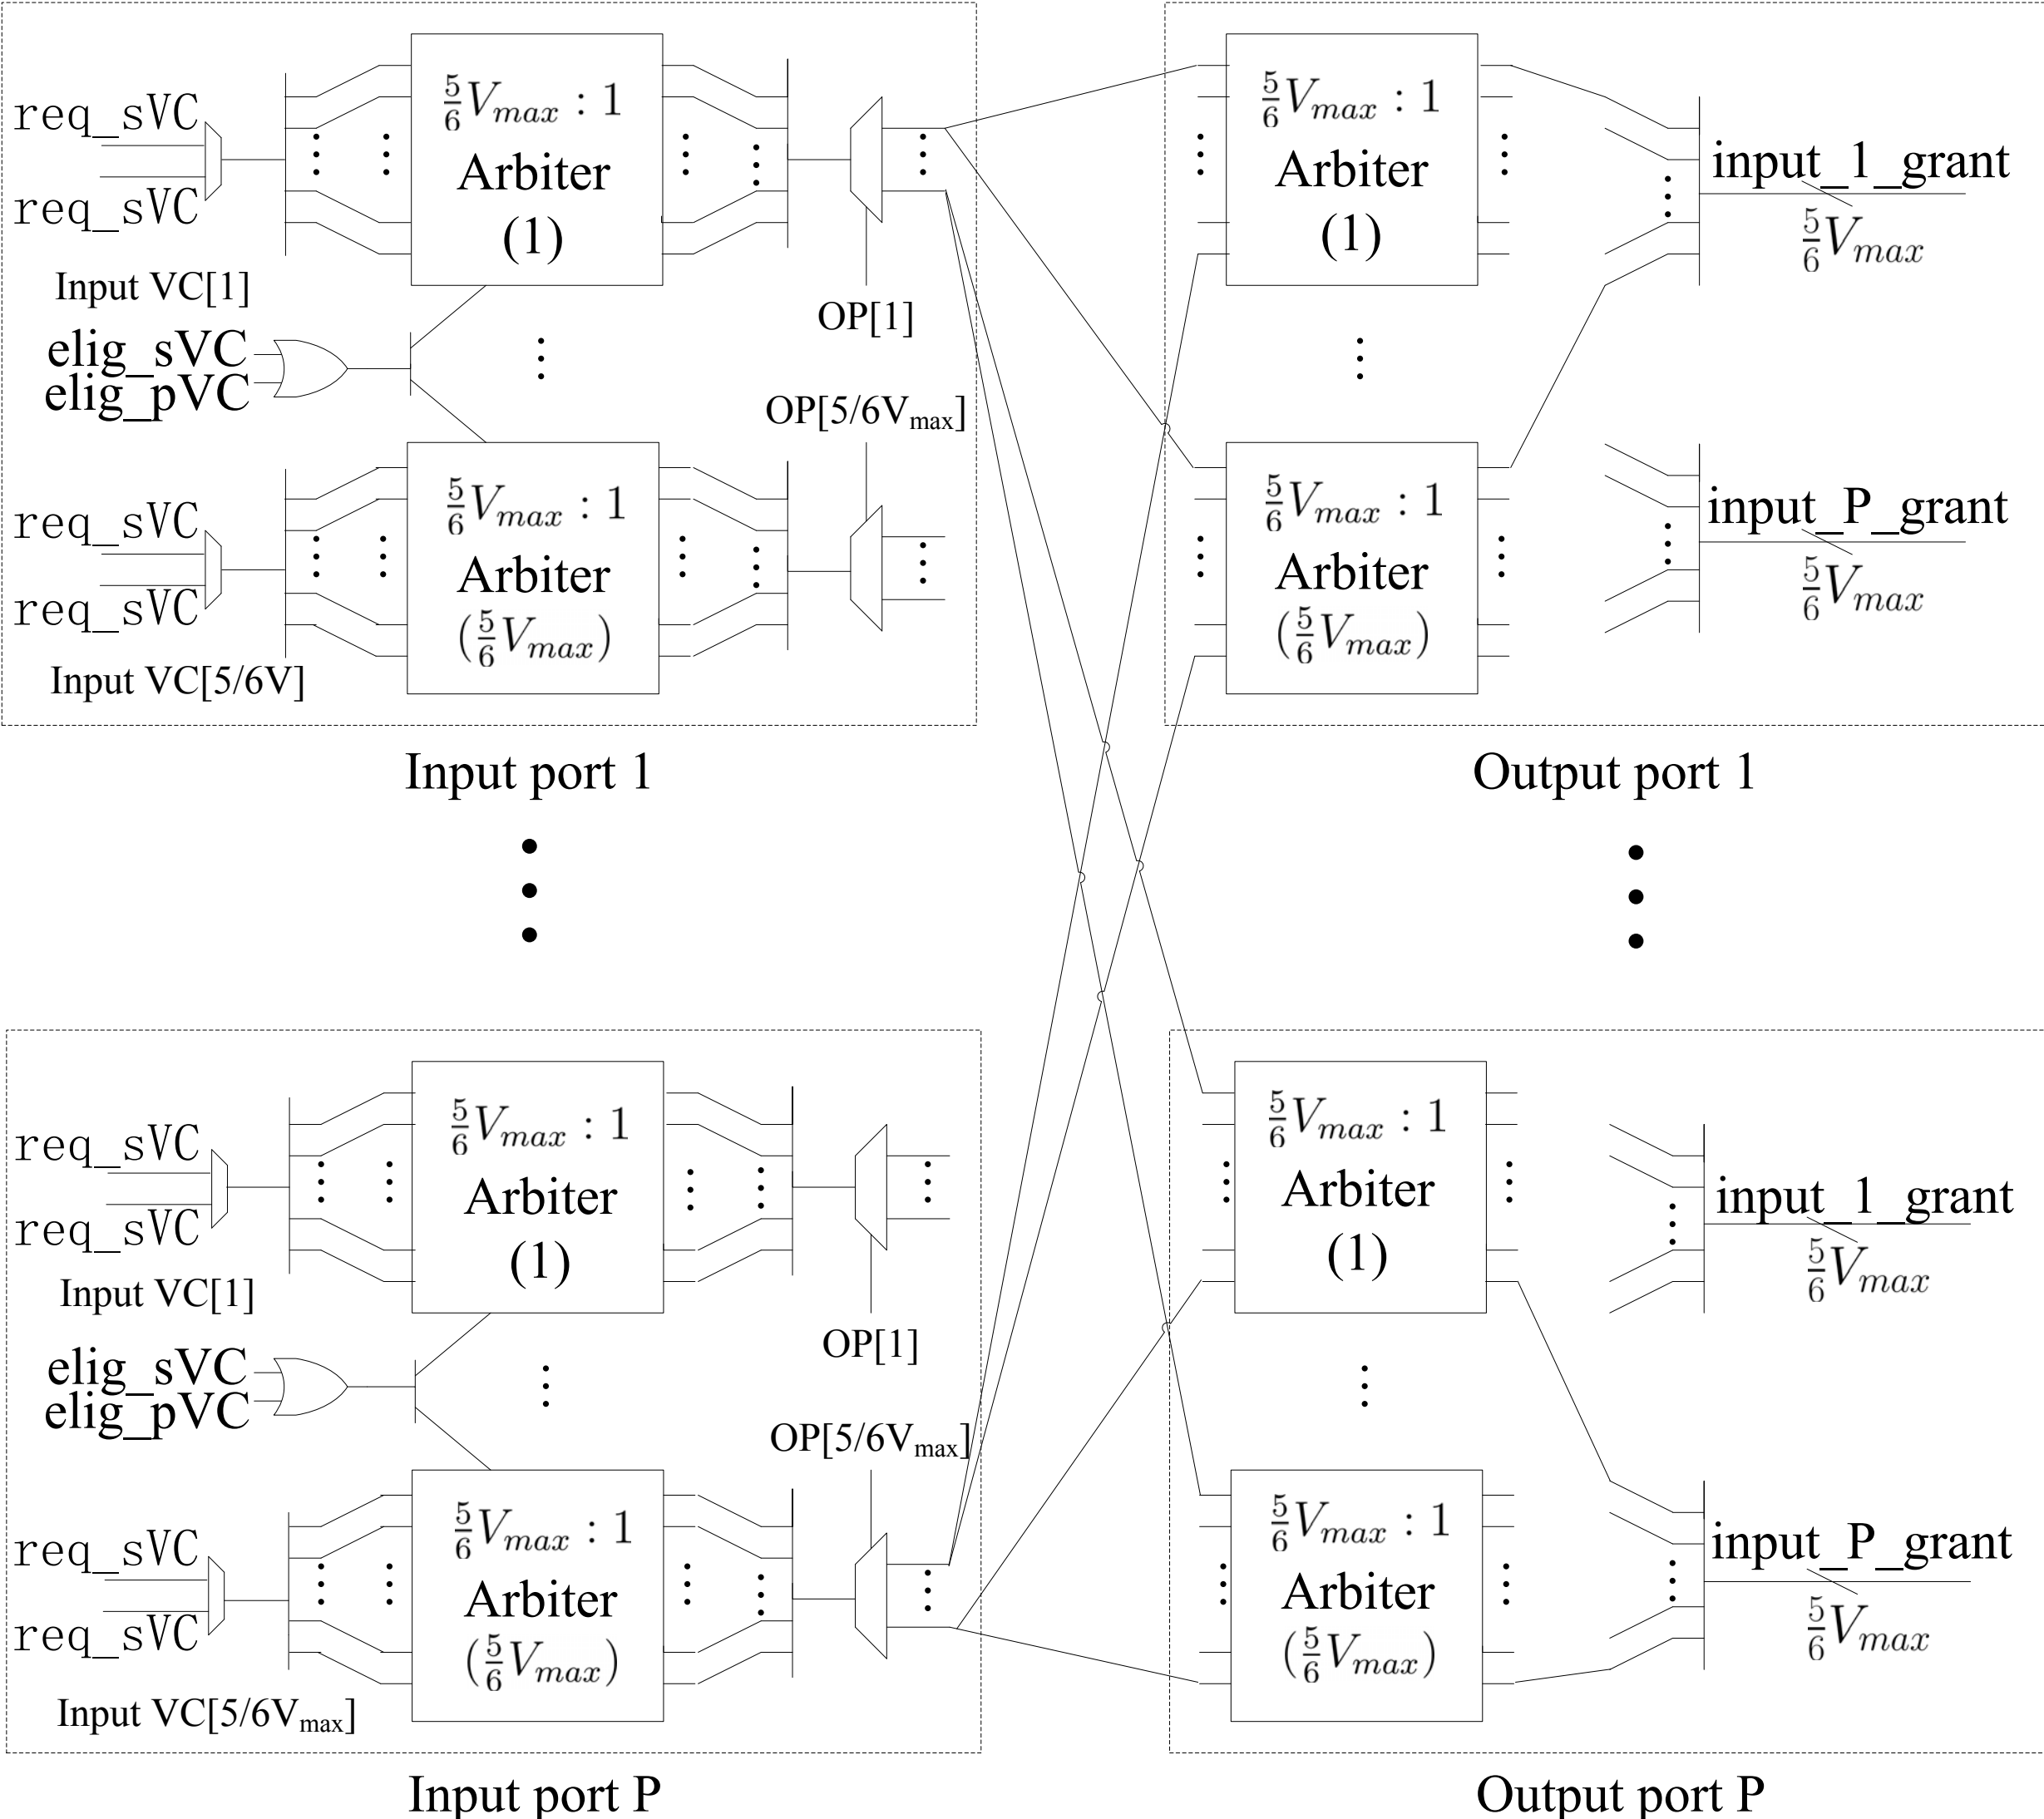 req_sVC
req_sVC
Input VC[1]
elig_sVC
elig_pVC
req_sVC
req_sVC
Input VC[5/6V]
5/6 V_max : 1
Arbiter
(1)
5/6 V_max : 1
Arbiter
(5/6 V_max)
OP[1]
OP[5/6V_max]
Input port 1
5/6 V_max : 1
Arbiter
(1)
5/6 V_max : 1
Arbiter
(5/6 V_max)
input_1_grant
5/6 V_max
input_P_grant
5/6 V_max
Output port 1
req_sVC
req_sVC
Input VC[1]
elig_sVC
elig_pVC
req_sVC
req_sVC
Input VC[5/6V_max]
5/6 V_max : 1
Arbiter
(1)
5/6 V_max : 1
Arbiter
(5/6 V_max)
OP[1]
OP[5/6V_max]
Input port P
5/6 V_max : 1
Arbiter
(1)
5/6 V_max : 1
Arbiter
(5/6 V_max)
input_1_grant
5/6 V_max
input_P_grant
5/6 V_max
Output port P